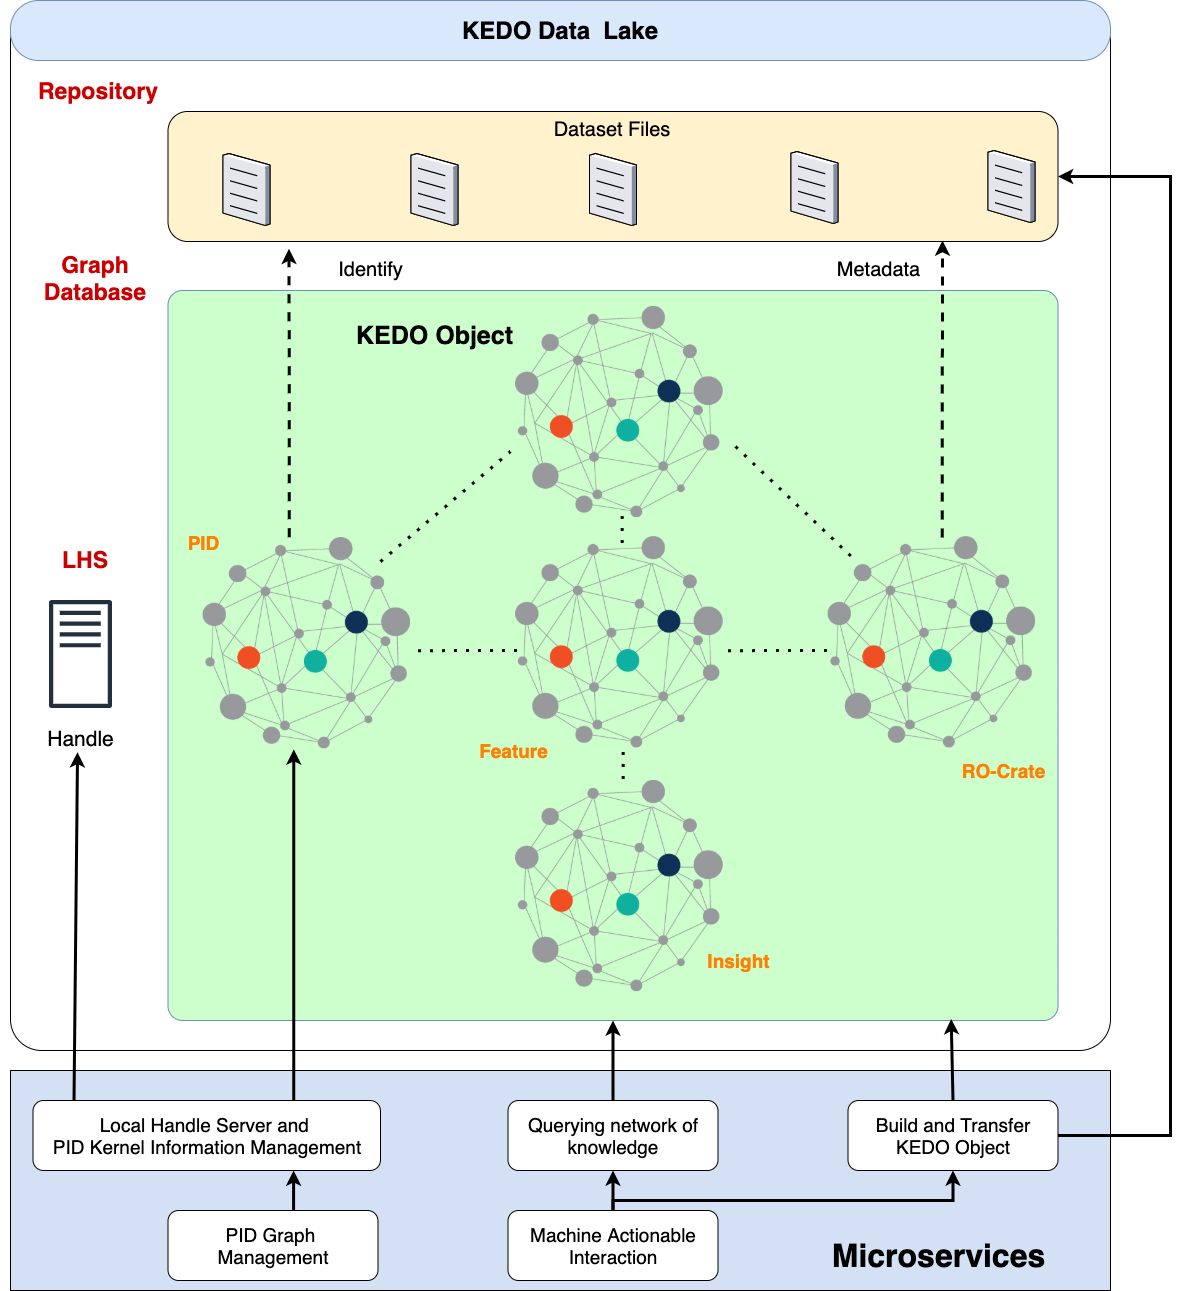 KEDO Data  Lake
Repository
Dataset Files
Graph
Database
Identify
Metadada
KEDO Object
PID
LHS
Handle
Feature
RO-Crate
Insight
Local Handle Server and
PID Kernel Information Management
Querying network of
knowledge
Build and Transfer
KEDO Object
PID Graph
Management
Machine Actionable
Interaction
Microservices